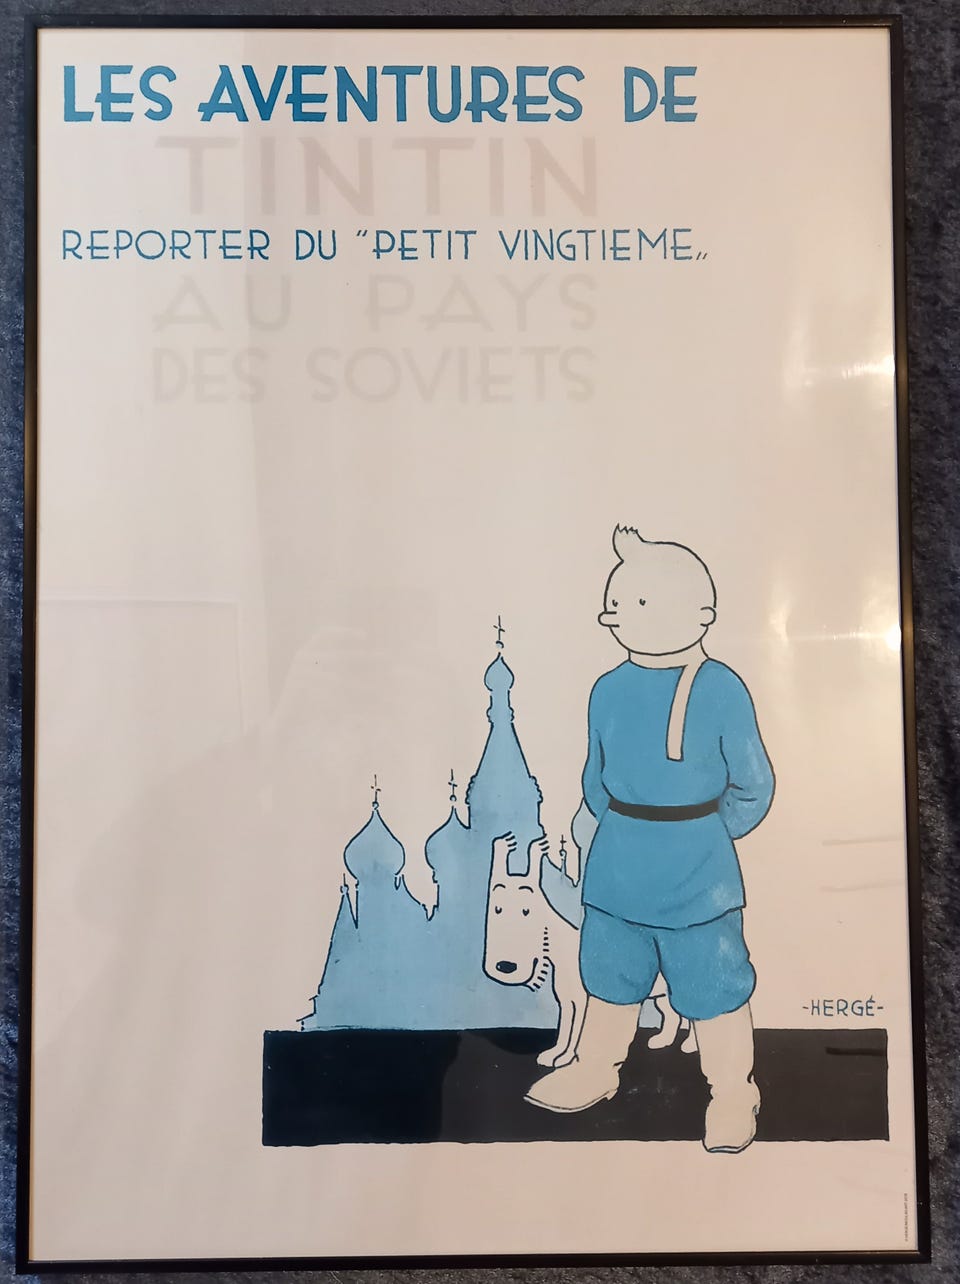 LES AVENTURES DE
TINTIN
REPORTER DU "PETIT VINGTIEME„
AU PAYS
DES SOVIETS
-HERGÉ-